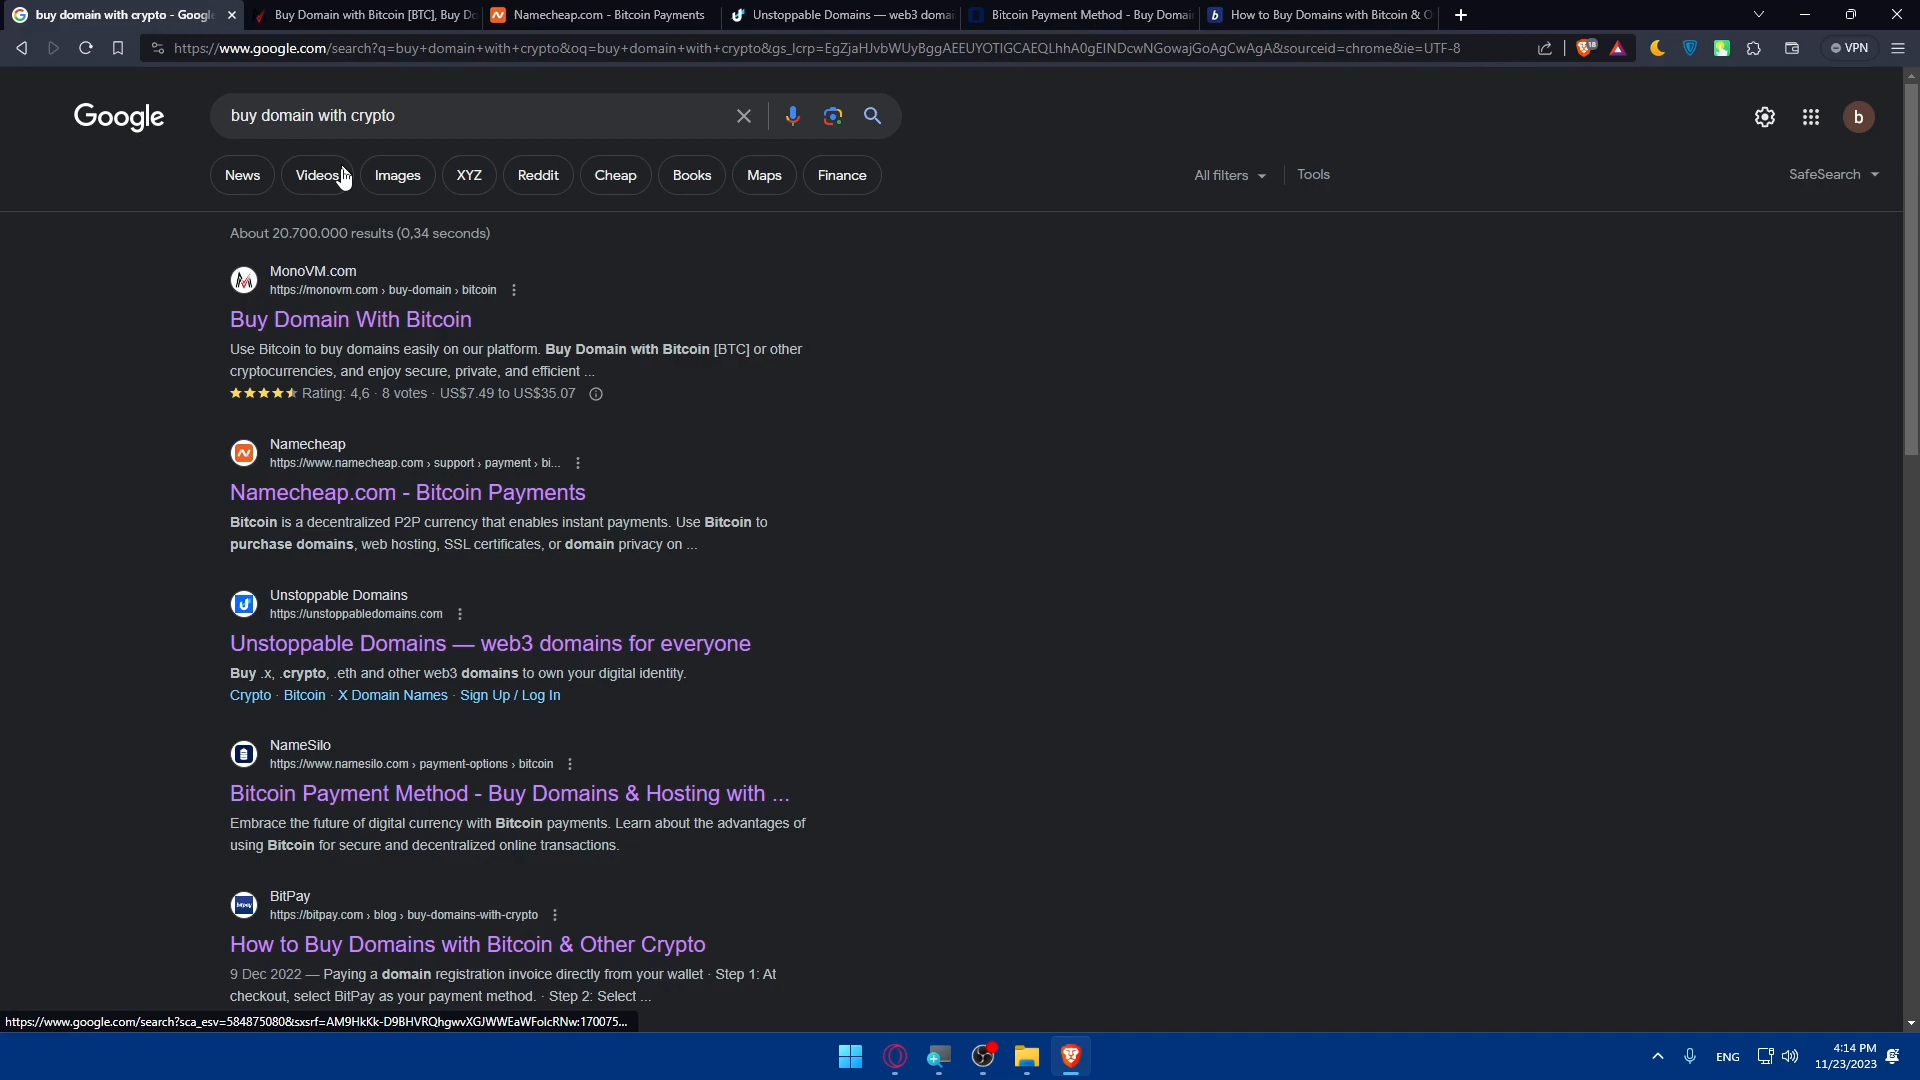 buy domain with crypto - Googl
Buy Domain with Bitcoin [BTC], Buy Do
Namecheap.com - Bitcoin Payments
Unstoppable Domains — web3 domai
Bitcoin Payment Method - Buy Domai
How to Buy Domains with Bitcoin & O
https://www.google.com/search?q=buy+domain+with+crypto&oq=buy+domain+with+crypto&gs_lcrp=EgZjaHJvbWUyBggAEEUYOTIGCAEQLhhA0gEINDcwNGowajGoAgCwAgA&sourceid=chrome&ie=UTF-8
18
VPN
Google
buy domain with crypto
b
News
Videos
Images
XYZ
Reddit
Cheap
Books
Maps
Finance
All filters
Tools
SafeSearch
About 20.700.000 results (0,34 seconds)
MonoVM.com
https://monovm.com › buy-domain › bitcoin
Buy Domain With Bitcoin
Use Bitcoin to buy domains easily on our platform. Buy Domain with Bitcoin [BTC] or other
cryptocurrencies, and enjoy secure, private, and efficient ...
Rating: 4,6 · 8 votes · US$7.49 to US$35.07
Namecheap
https://www.namecheap.com › support › payment › bi...
Namecheap.com - Bitcoin Payments
Bitcoin is a decentralized P2P currency that enables instant payments. Use Bitcoin to
purchase domains, web hosting, SSL certificates, or domain privacy on ...
Unstoppable Domains
https://unstoppabledomains.com
Unstoppable Domains — web3 domains for everyone
Buy .x, .crypto, .eth and other web3 domains to own your digital identity.
Crypto · Bitcoin · X Domain Names · Sign Up / Log In
NameSilo
https://www.namesilo.com › payment-options › bitcoin
Bitcoin Payment Method - Buy Domains & Hosting with ...
Embrace the future of digital currency with Bitcoin payments. Learn about the advantages of
using Bitcoin for secure and decentralized online transactions.
BitPay
https://bitpay.com › blog › buy-domains-with-crypto
How to Buy Domains with Bitcoin & Other Crypto
9 Dec 2022 — Paying a domain registration invoice directly from your wallet · Step 1: At
checkout, select BitPay as your payment method. · Step 2: Select ...
https://www.google.com/search?sca_esv=584875080&sxsrf=AM9HkKk-D9BHVRQhgwvXGJWWEaWFolcRNw:170075...
ENG
4:14 PM
11/23/2023